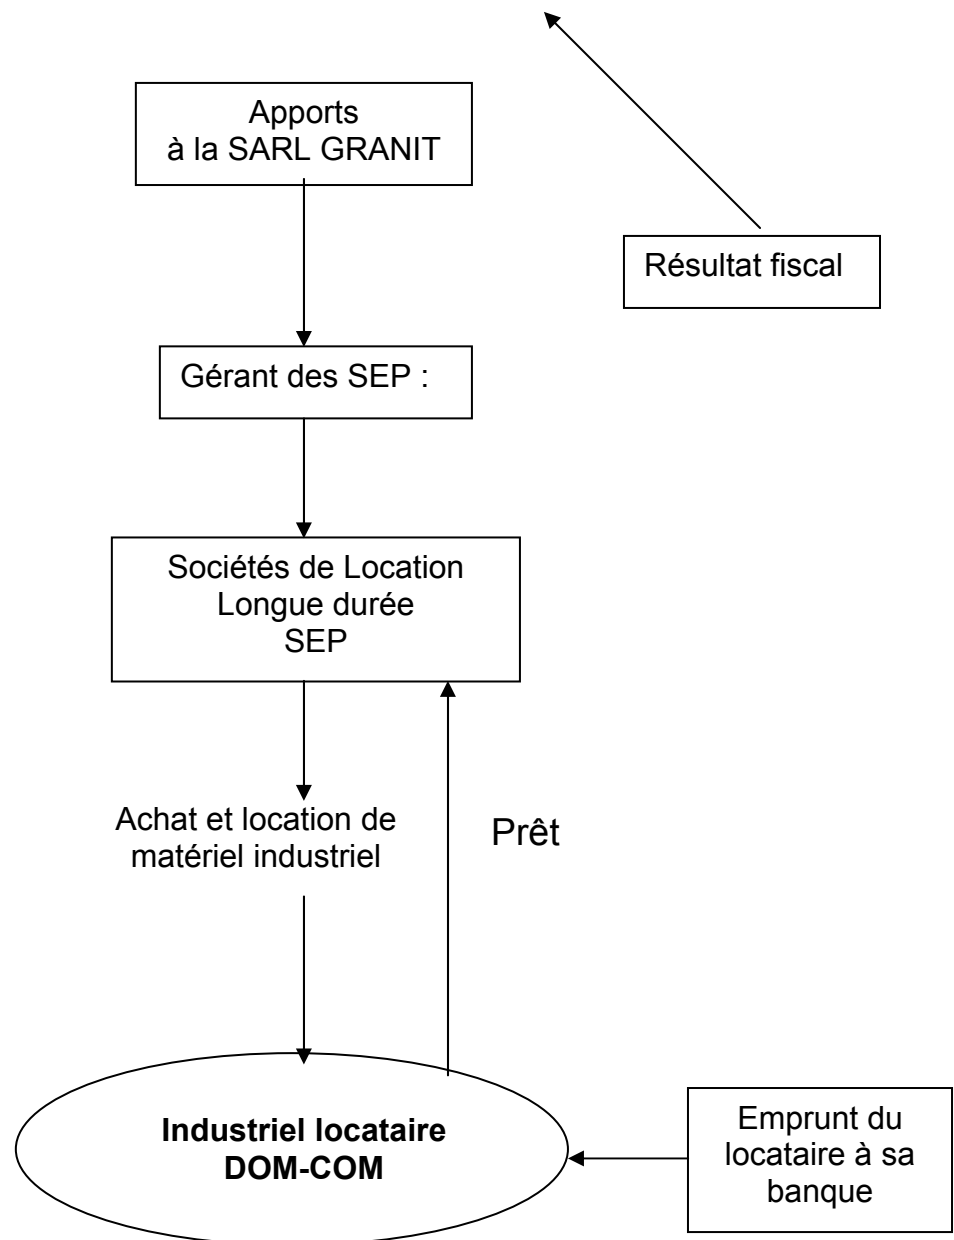 Apports
à la SARL GRANIT
Résultat fiscal
Gérant des SEP :
Sociétés de Location
Longue durée
SEP
Achat et location de
matériel industriel
Prêt
Industriel locataire
DOM-COM
Emprunt du
locataire à sa
banque